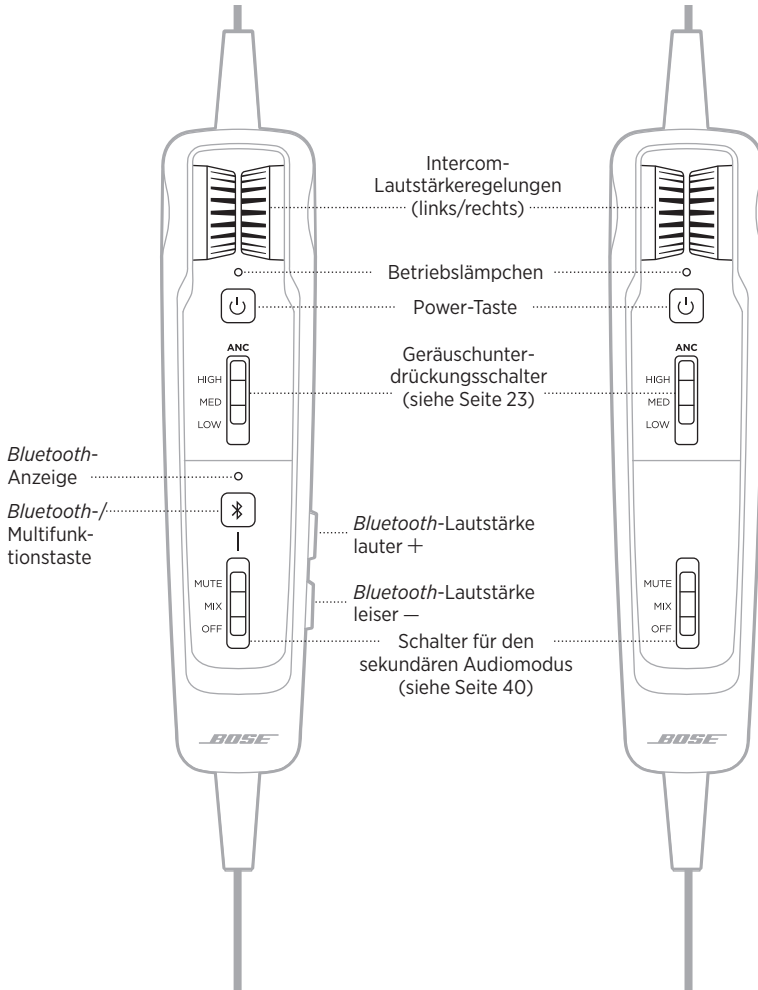 Intercom-
Lautstärkeregelungen
(links/rechts)
Betriebslämpchen
Power-Taste
ANC
HIGH
MED
LOW
Geräuschunter-
drückungsschalter
(siehe Seite 23)
ANC
HIGH
MED
LOW
Bluetooth-
Anzeige
Bluetooth-/
Multifunk-
tionstaste
Bluetooth-Lautstärke
lauter +
Bluetooth-Lautstärke
leiser —
MUTE
MIX
OFF
Schalter für den
sekundären Audiomodus
(siehe Seite 40)
MUTE
MIX
OFF
BOSE
BOSE